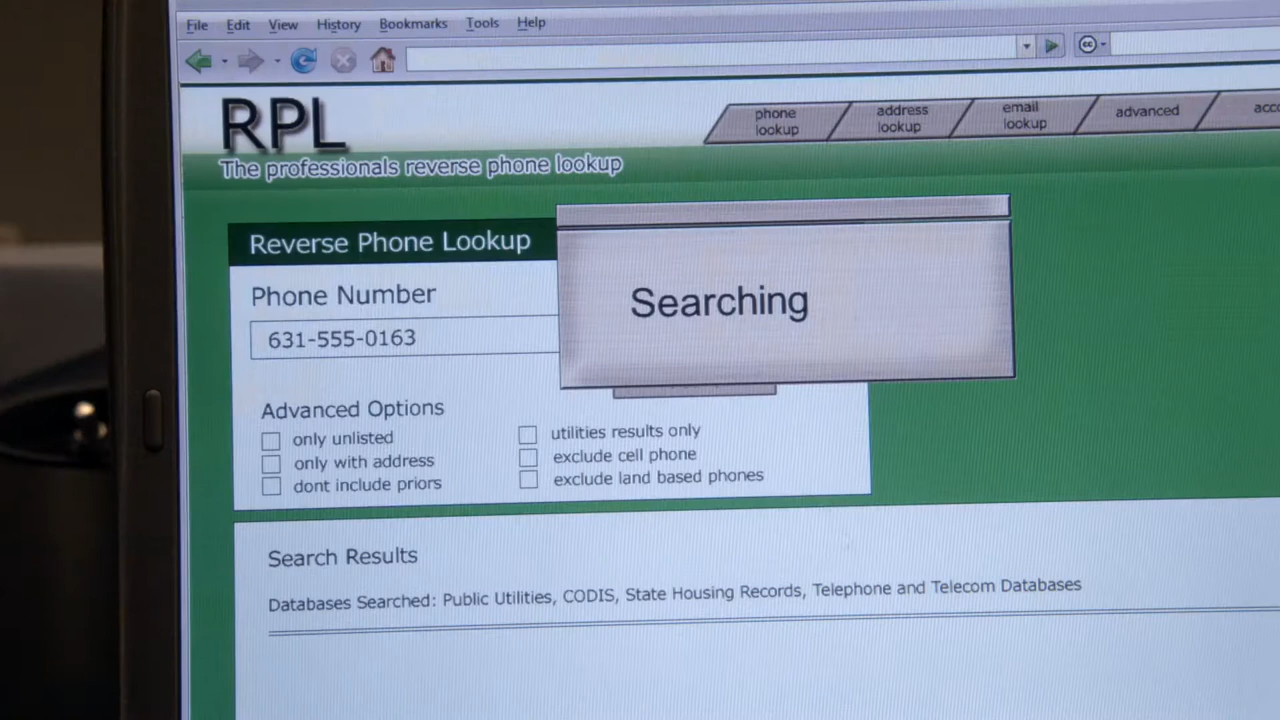 File Edit View History Bookmarks Tools Help
RPL
The professionals reverse phone lookup
phone lookup
address lookup
email lookup
advanced
Reverse Phone Lookup
Phone Number
631-555-0163
Searching
Advanced Options
only unlisted
only with address
dont include priors
utilities results only
exclude cell phone
exclude land based phones
Search Results
Databases Searched: Public Utilities, CODIS, State Housing Records, Telephone and Telecom Databases